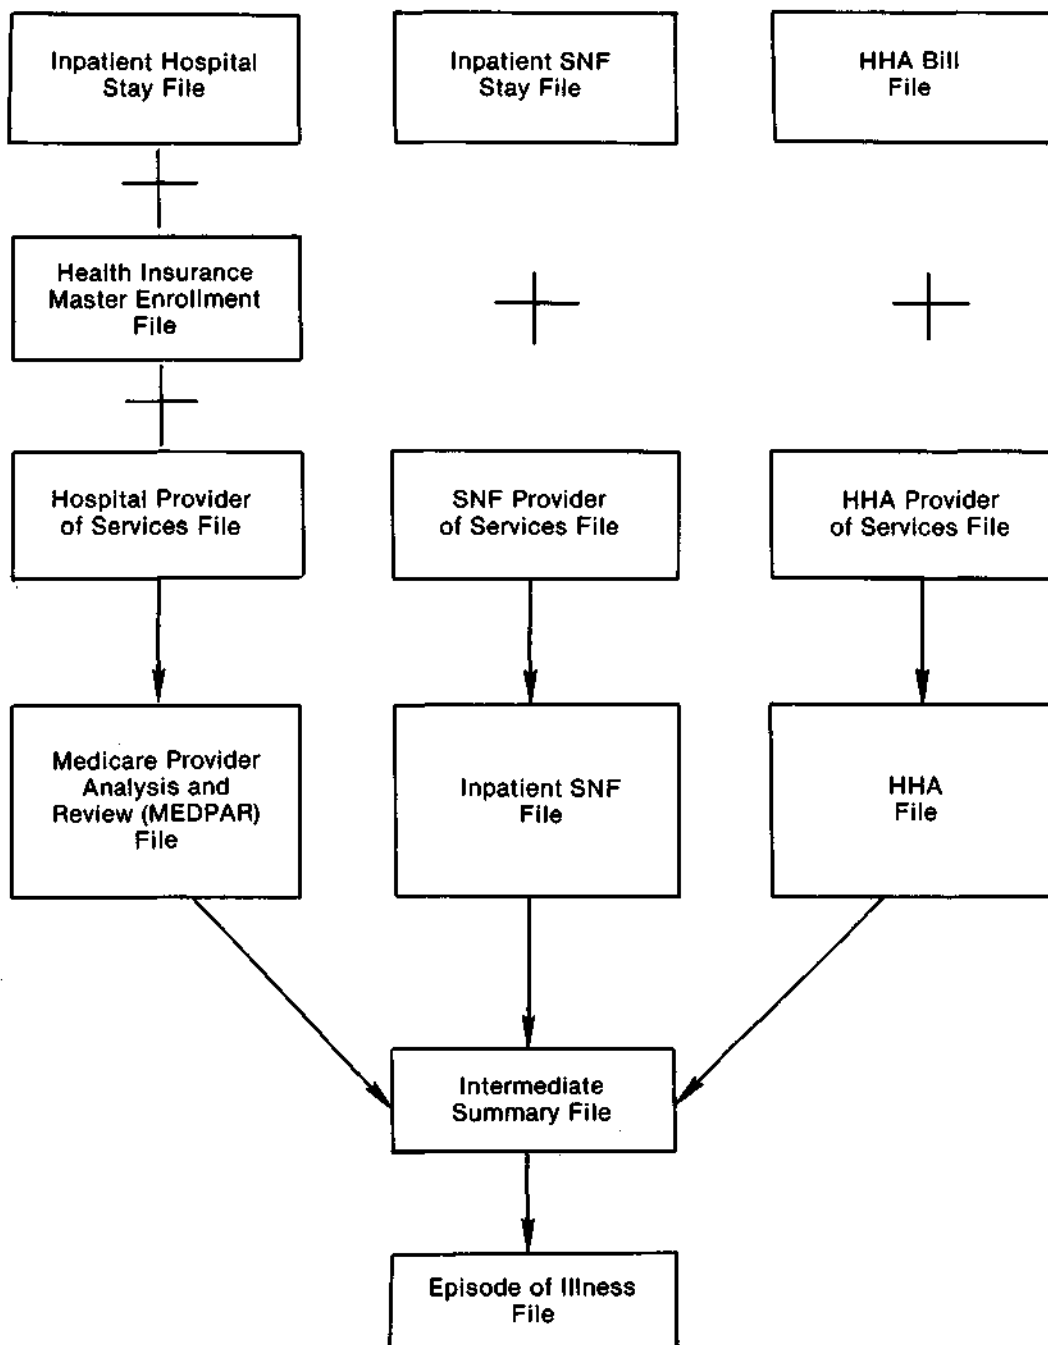 Inpatient Hospital
Stay File
Inpatient SNF
Stay File
HHA Bill
File
Health Insurance
Master Enrollment
File
Hospital Provider
of Services File
SNF Provider
of Services File
HHA Provider
of Services File
Medicare Provider
Analysis and
Review (MEDPAR)
File
Inpatient SNF
File
HHA
File
Intermediate
Summary File
Episode of Illness
File